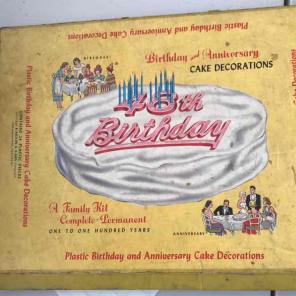 Plastic Birthday and Anniversary Cake Decorations
BIRTHDAY
Birthday and Anniversary
CAKE DECORATIONS
48th
Birthday
A Family Kit
Complete - Permanent
ONE TO ONE HUNDRED YEARS
ANNIVERSARY
Plastic Birthday and Anniversary Cake Decorations
Plastic Birthday and Anniversary Cake Decorations